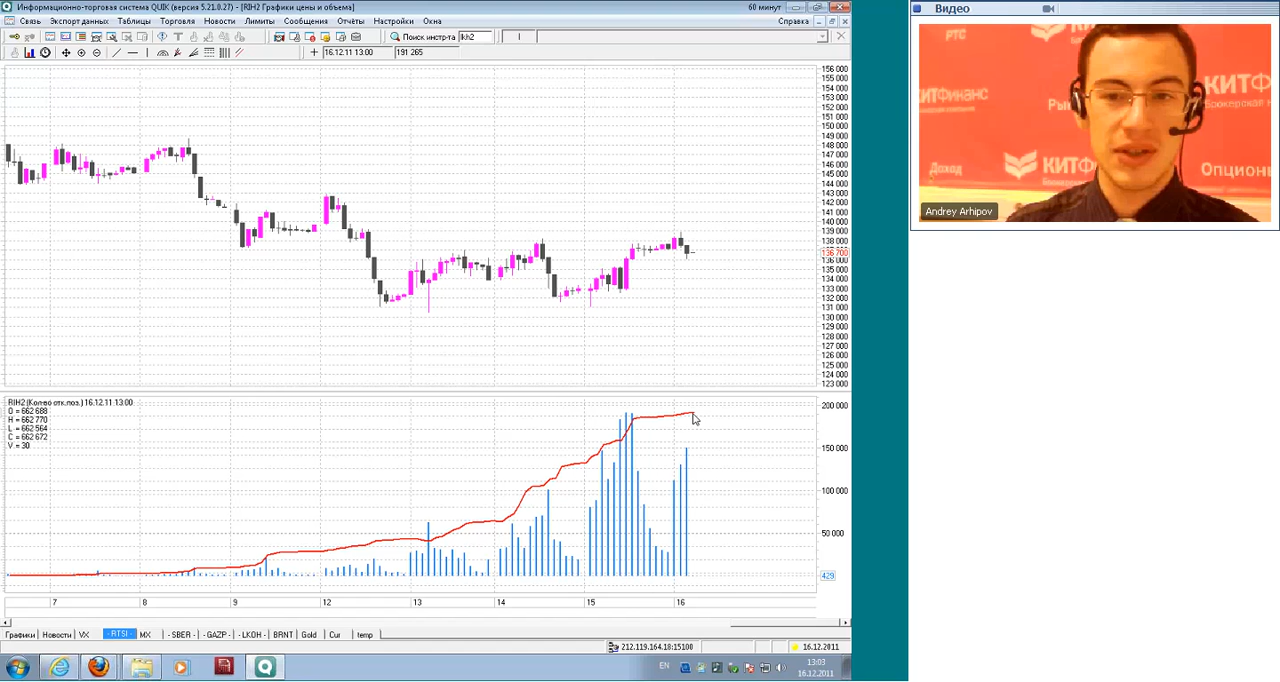 Информационно-торговая система QUIK (версия 5.21.0.27) - [RIH2 Графики цены и объема]
60 минут
Связь Экспорт данных Таблицы Торговля Новости Лимиты Сообщения Отчёты Настройки Окна Справка
Поиск инстр-та
16.12.11 13.00
191 265
156 000
155 000
154 000
153 000
152 000
151 000
150 000
149 000
148 000
147 000
146 000
145 000
144 000
143 000
142 000
141 000
140 000
139 000
138 000
136 700
136 000
135 000
134 000
133 000
132 000
131 000
130 000
129 000
128 000
127 000
126 000
125 000
124 000
123 000
RIH2 (Кол-во отк.поз.) 16.12.11 13:00
O = 662 688
H = 662 770
L = 662 564
C = 662 672
V = 30
200 000
150 000
100 000
50 000
429
7 8 9 12 13 14 15 16
Графики Новости VX - RTSI - MX - SBER - - GAZP - - LKOH - BRNT Gold Cur temp
212.119.164.18:15100
16.12.2011
EN
13:03
16.12.2011
Видео
РТС
КИТФинанс
КИТФ
Брокерская
Доход
КИТФ
Опцион
Andrey Arhipov